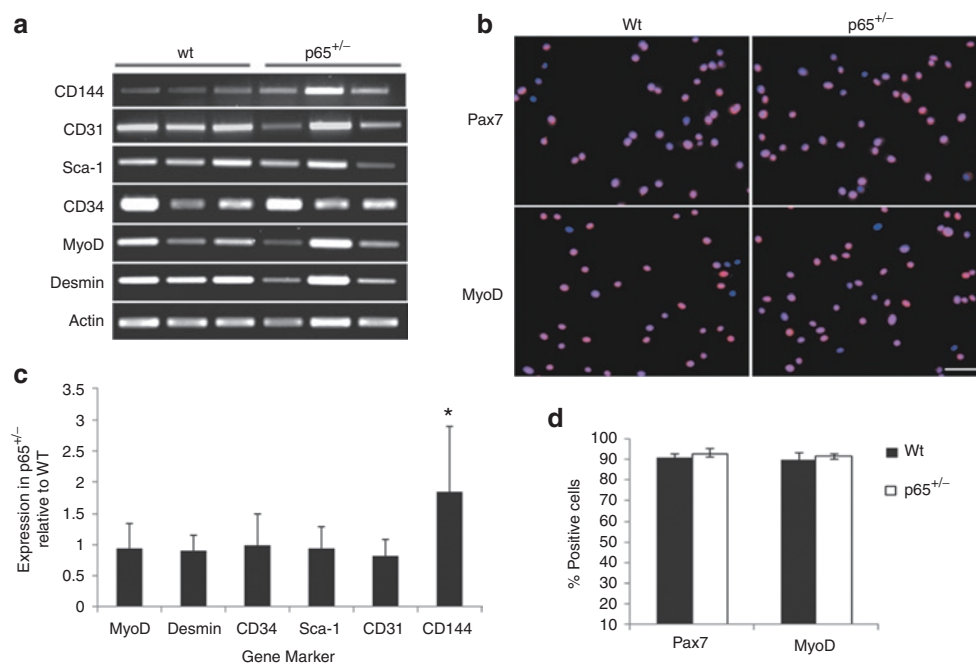 a
wt p65+/–
CD144
CD31
Sca-1
CD34
MyoD
Desmin
Actin
b
Wt p65+/–
Pax7
MyoD
c
Expression in p65+/–
relative to WT
3.5
3
2.5
2
1.5
1
0.5
0
*
MyoD Desmin CD34 Sca-1 CD31 CD144
Gene Marker
d
% Positive cells
100
90
80
70
60
90
40
30
20
10
Pax7 MyoD
Wt
p65+/–